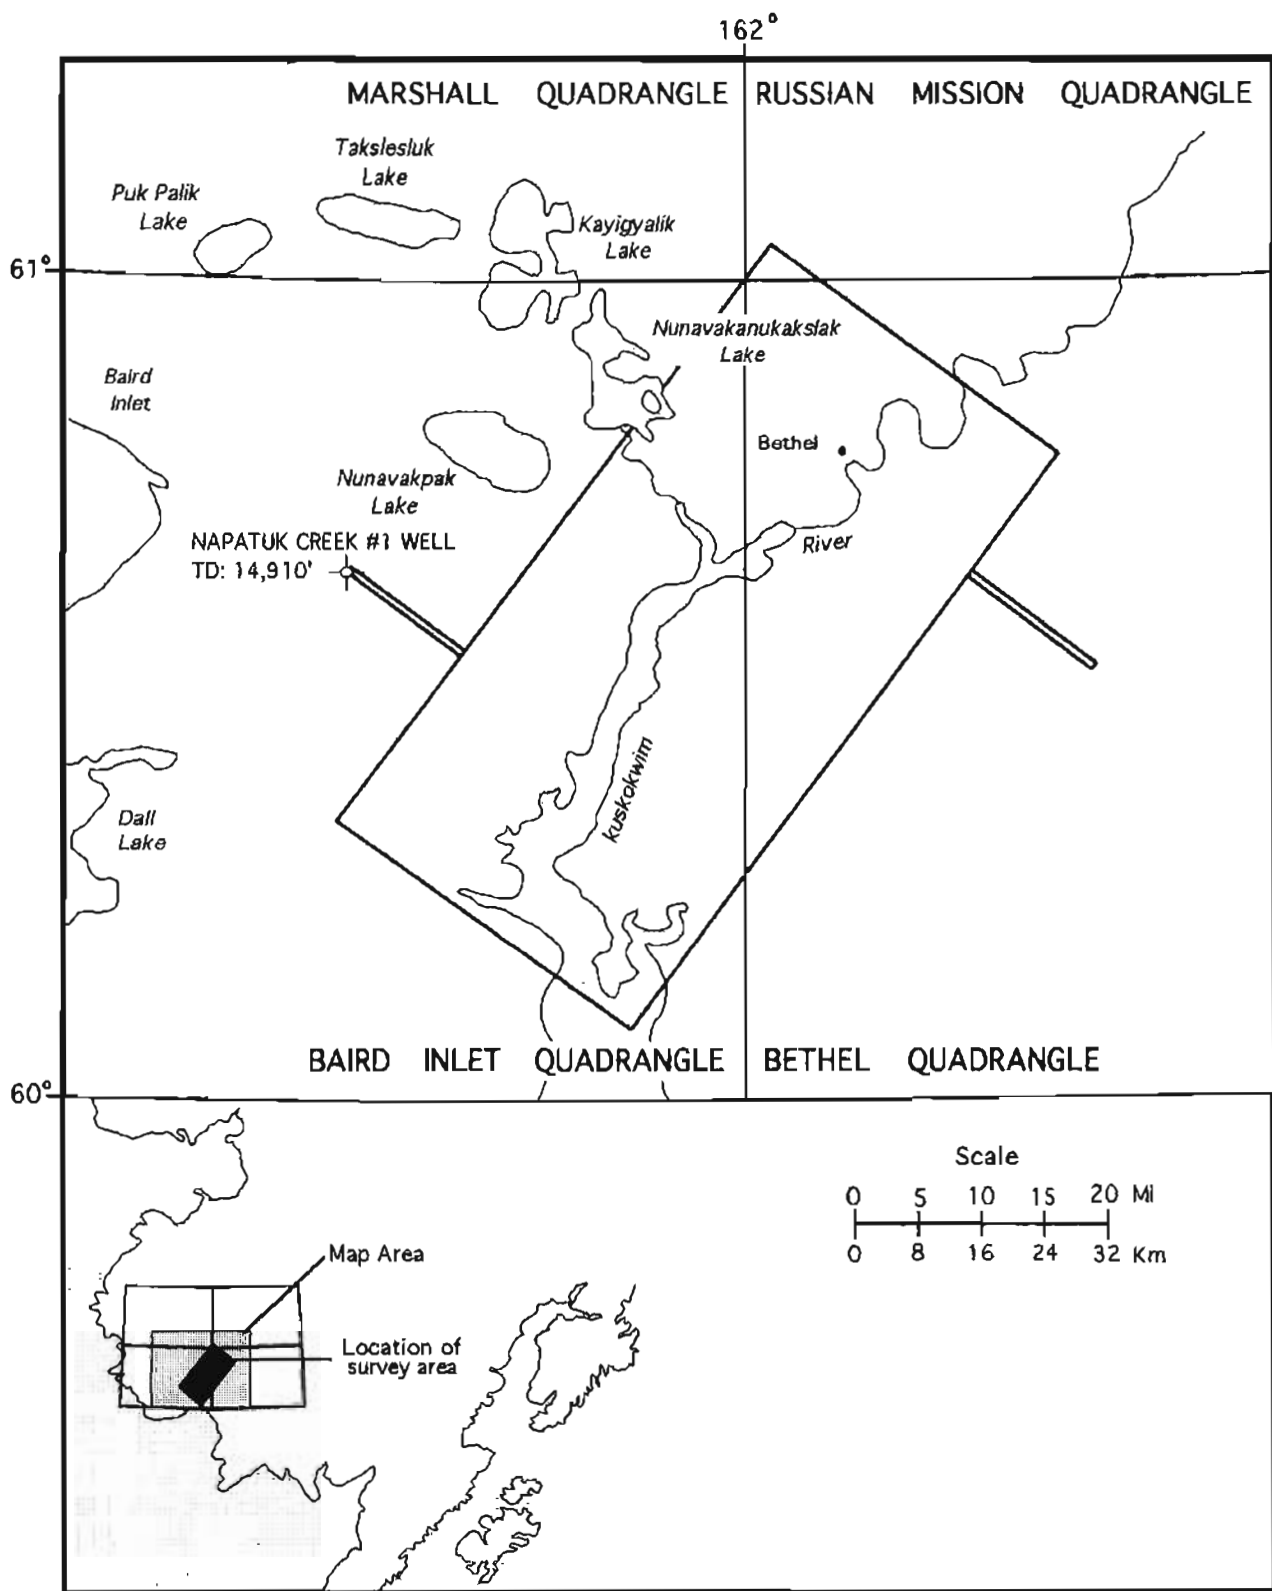 162°
MARSHALL QUADRANGLE
RUSSIAN MISSION QUADRANGLE
Takslesluk
Lake
Puk Palik
Lake
Kayigyalik
Lake
61°
Nunavakanukakslak
Lake
Baird
Inlet
Bethel
Nunavakpak
Lake
NAPATUK CREEK #1 WELL
TD: 14,910'
River
kuskokwim
Dall
Lake
BAIRD INLET QUADRANGLE
BETHEL QUADRANGLE
60°
Scale
0 5 10 15 20 Mi
0 8 16 24 32 Km
Map Area
Location of
survey area